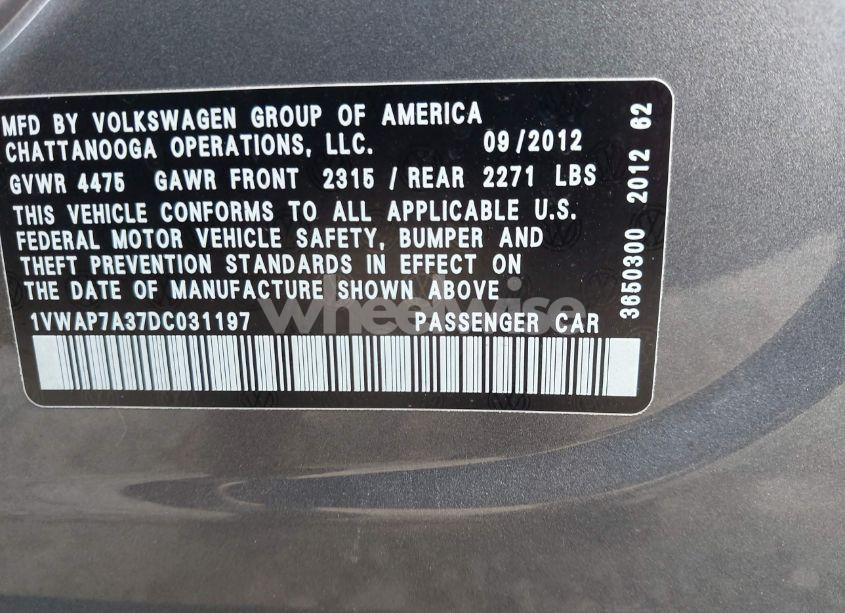 MFD BY VOLKSWAGEN GROUP OF AMERICA
CHATTANOOGA OPERATIONS, LLC. 09/2012
GVWR 4475 GAWR FRONT 2315 / REAR 2271 LBS
THIS VEHICLE CONFORMS TO ALL APPLICABLE U.S.
FEDERAL MOTOR VEHICLE SAFETY, BUMPER AND
THEFT PREVENTION STANDARDS IN EFFECT ON
THE DATE OF MANUFACTURE SHOWN ABOVE
1VWAP7A37DC031197 PASSENGER CAR
3650300 2012 62
wheelwise